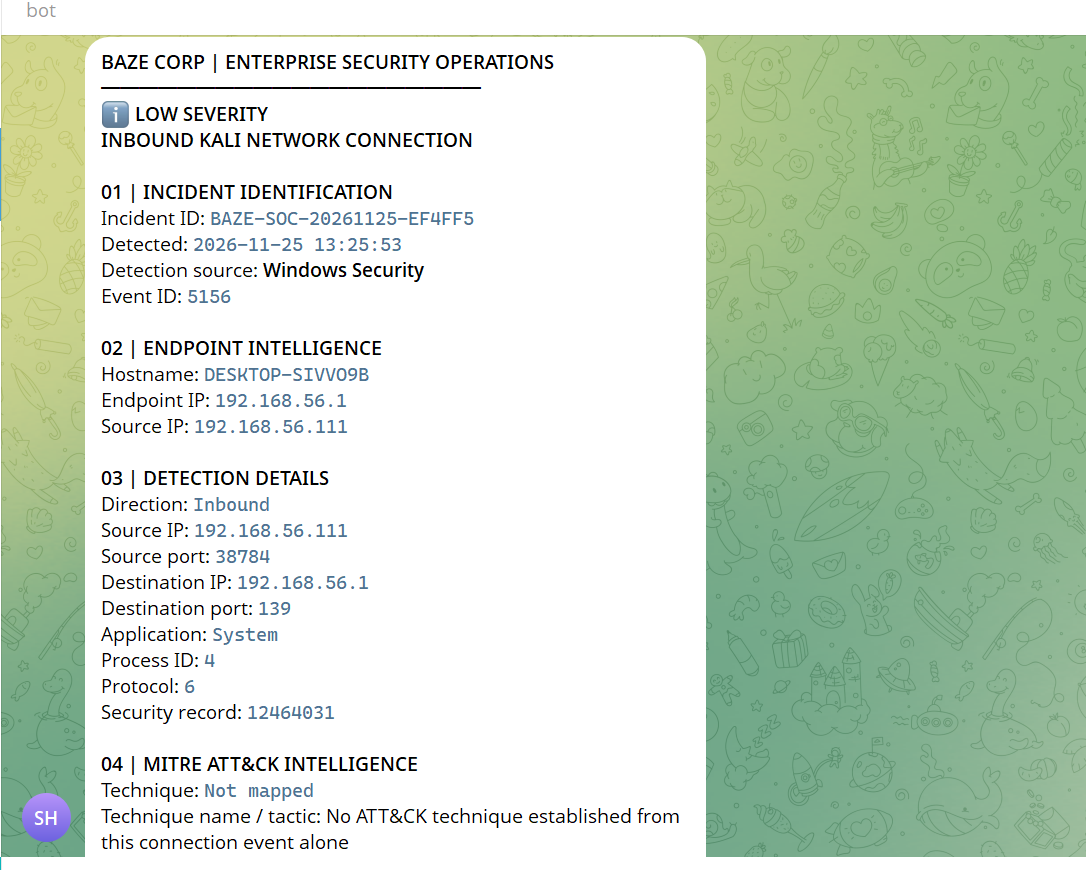 bot
BAZE CORP | ENTERPRISE SECURITY OPERATIONS
LOW SEVERITY
INBOUND KALI NETWORK CONNECTION
01 | INCIDENT IDENTIFICATION
Incident ID: BAZE-SOC-20261125-EF4FF5
Detected: 2026-11-25 13:25:53
Detection source: Windows Security
Event ID: 5156
02 | ENDPOINT INTELLIGENCE
Hostname: DESKTOP-SIVVO9B
Endpoint IP: 192.168.56.1
Source IP: 192.168.56.111
03 | DETECTION DETAILS
Direction: Inbound
Source IP: 192.168.56.111
Source port: 38784
Destination IP: 192.168.56.1
Destination port: 139
Application: System
Process ID: 4
Protocol: 6
Security record: 12464031
04 | MITRE ATT&CK INTELLIGENCE
Technique: Not mapped
Technique name / tactic: No ATT&CK technique established from
this connection event alone
SH